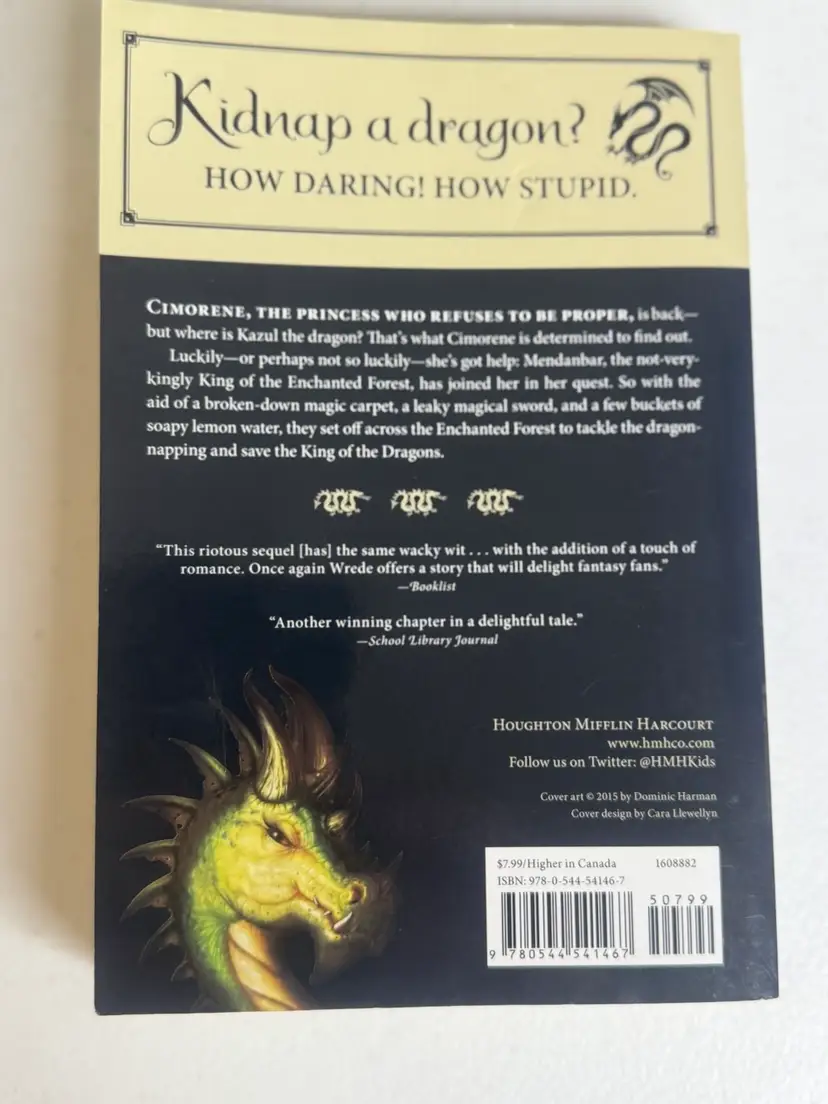 Kidnap a dragon?
HOW DARING! HOW STUPID.
CIMORENE, THE PRINCESS WHO REFUSES TO BE PROPER, is back—
but where is Kazul the dragon? That's what Cimorene is determined to find out.
Luckily—or perhaps not so luckily—she's got help: Mendanbar, the not-very-
kingly King of the Enchanted Forest, has joined her in her quest. So with the
aid of a broken-down magic carpet, a leaky magical sword, and a few buckets of
soapy lemon water, they set off across the Enchanted Forest to tackle the dragon-
napping and save the King of the Dragons.
“This riotous sequel [has] the same wacky wit . . . with the addition of a touch of
romance. Once again Wrede offers a story that will delight fantasy fans.”
—Booklist
“Another winning chapter in a delightful tale.”
—School Library Journal
HOUGHTON MIFFLIN HARCOURT
www.hmhco.com
Follow us on Twitter: @HMHKids
Cover art © 2015 by Dominic Harman
Cover design by Cara Llewellyn
$7.99/Higher in Canada 1608882
ISBN: 978-0-544-54146-7
50799
9 780544 541467